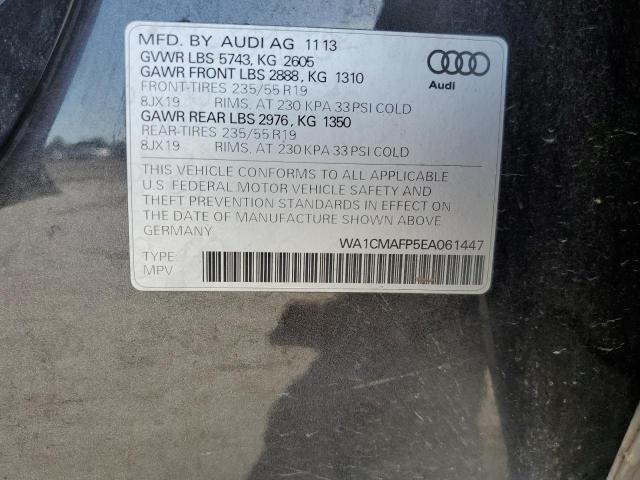 MFD. BY AUDI AG 11 13
GVWR LBS 5743, KG 2605
GAWR FRONT LBS 2888, KG 1310
FRONT-TIRES 235/55 R19
8JX19 RIMS, AT 230 KPA 33 PSI COLD
GAWR REAR LBS 2976, KG 1350
REAR-TIRES 235/55 R19
8JX19 RIMS, AT 230 KPA 33 PSI COLD
Audi
THIS VEHICLE CONFORMS TO ALL APPLICABLE
U.S. FEDERAL MOTOR VEHICLE SAFETY AND
THEFT PREVENTION STANDARDS IN EFFECT ON
THE DATE OF MANUFACTURE SHOWN ABOVE
GERMANY
WA1CMAFP5EA061447
TYPE:
MPV